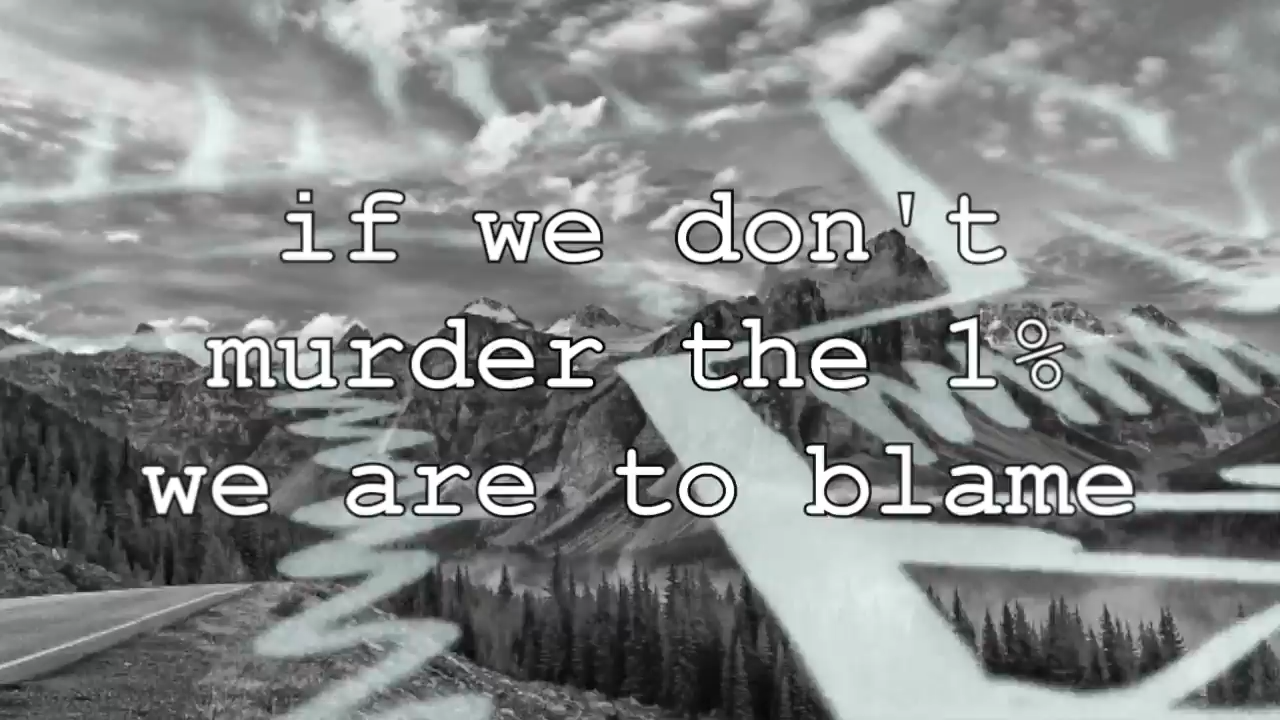 if we don't
murder the 1%
we are to blame